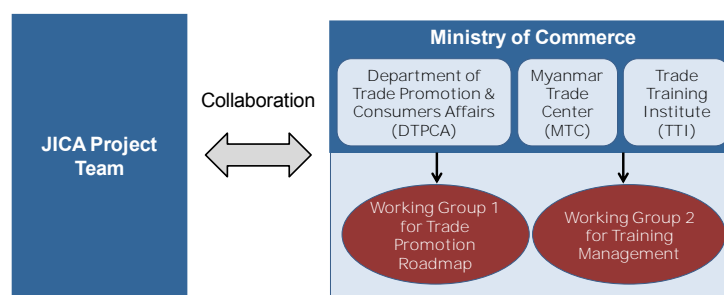 JICA Project
Team
Collaboration
Ministry of Commerce
Department of
Trade Promotion &
Consumers Affairs
(DTPCA)
Myanmar
Trade
Center
(MTC)
Trade
Training
Institute
(TTI)
Working Group 1
for Trade
Promotion
Roadmap
Working Group 2
for Training
Management